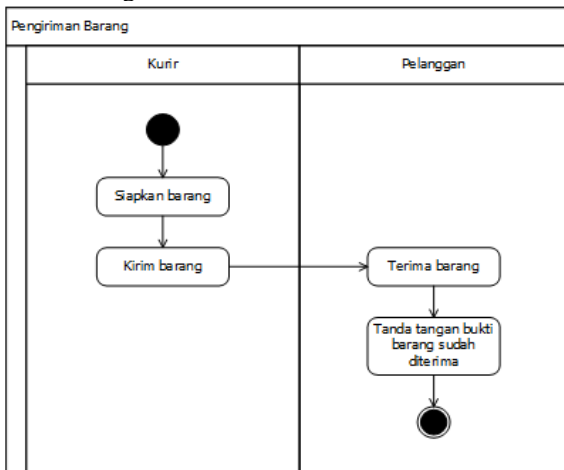 Pengiriman Barang
Kurir
Pelanggan
Siapkan barang
Kirim barang
Terima barang
Tanda tangan bukti
barang sudah
diterima